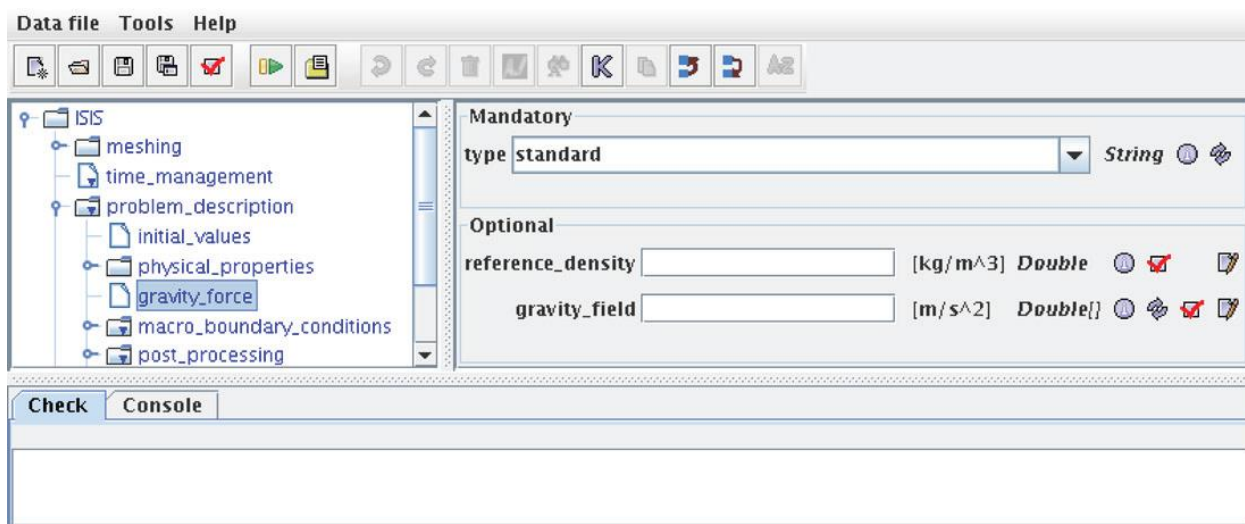 Data file Tools Help
ISIS
meshing
time_management
problem_description
initial_values
physical_properties
gravity_force
macro_boundary_conditions
post_processing
Mandatory
type standard String
Optional
reference_density [kg/m^3] Double
gravity_field [m/s^2] Double[]
Check Console